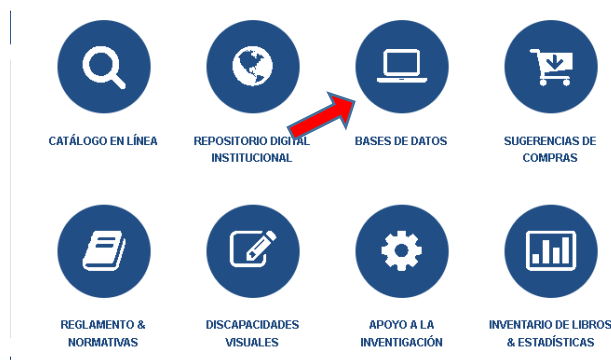 CATÁLOGO EN LÍNEA
REPOSITORIO DIGITAL
INSTITUCIONAL
BASES DE DATOS
SUGERENCIAS DE
COMPRAS
REGLAMENTO &
NORMATIVAS
DISCAPACIDADES
VISUALES
APOYO A LA
INVENTIGACIÓN
INVENTARIO DE LIBROS
& ESTADÍSTICAS